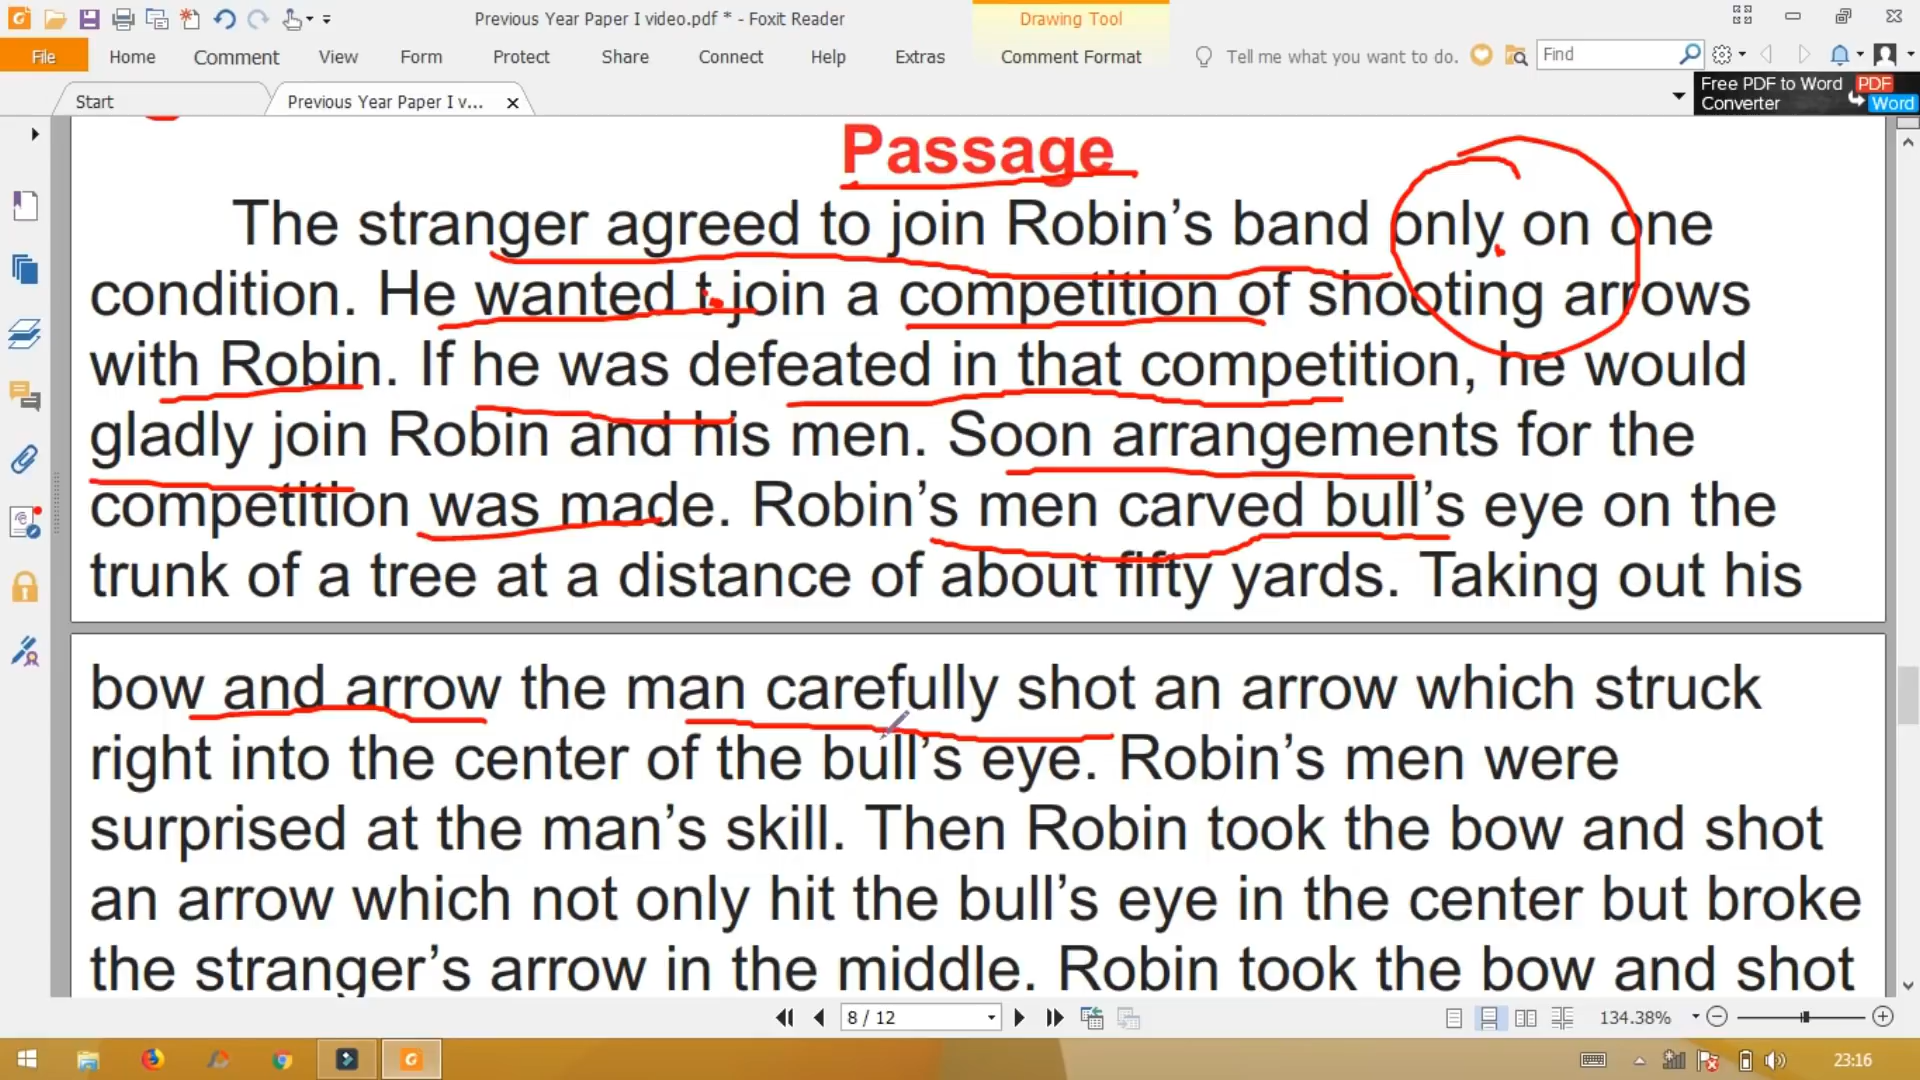 Previous Year Paper I video.pdf * - Foxit Reader
Drawing Tool
File
Home
Comment
View
Form
Protect
Share
Connect
Help
Extras
Comment Format
Tell me what you want to do.
Find
Start
Previous Year Paper I v...
Free PDF to Word
Converter
PDF
Word
Passage
The stranger agreed to join Robin's band only on one
condition. He wanted t join a competition of shooting arrows
with Robin. If he was defeated in that competition, he would
gladly join Robin and his men. Soon arrangements for the
competition was made. Robin's men carved bull's eye on the
trunk of a tree at a distance of about fifty yards. Taking out his
bow and arrow the man carefully shot an arrow which struck
right into the center of the bull's eye. Robin's men were
surprised at the man's skill. Then Robin took the bow and shot
an arrow which not only hit the bull's eye in the center but broke
the stranger's arrow in the middle. Robin took the bow and shot
8 / 12
134.38%
23:16